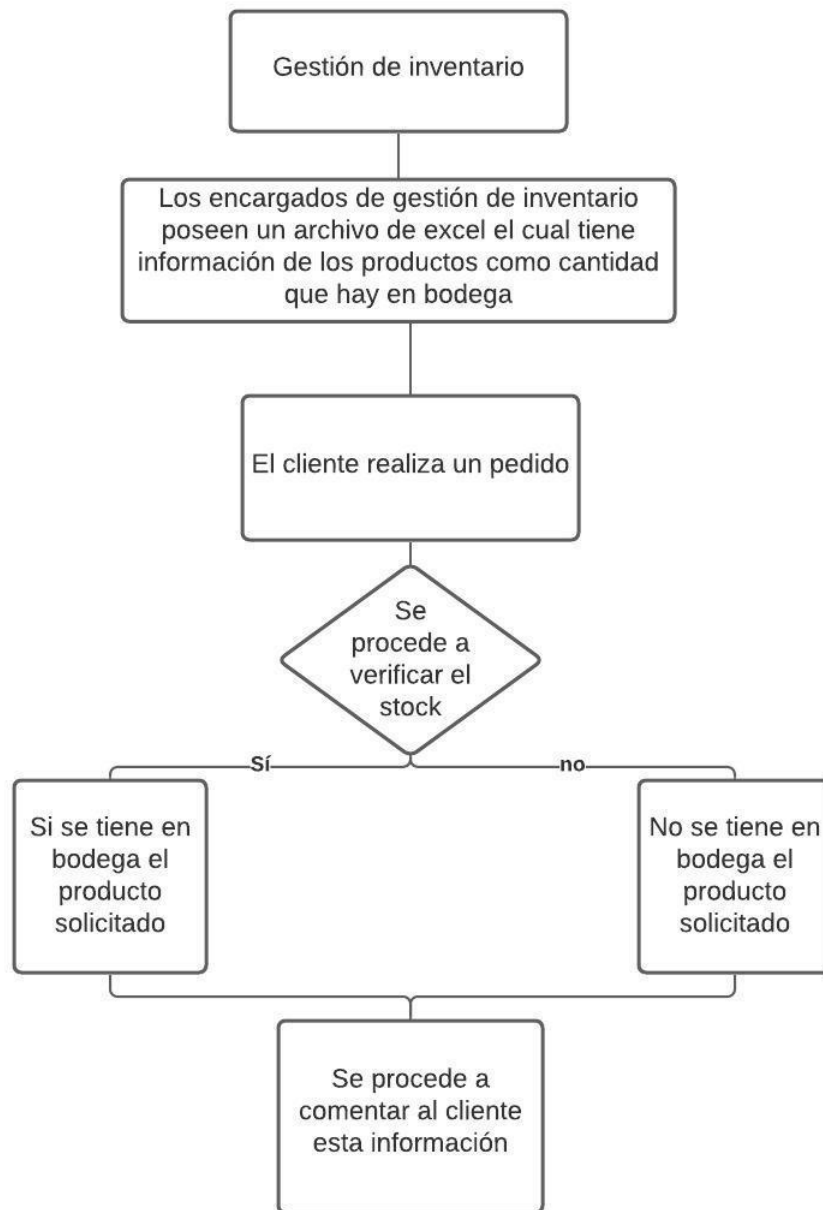 Gestión de inventario
Los encargados de gestión de inventario
poseen un archivo de excel el cual tiene
información de los productos como cantidad
que hay en bodega
El cliente realiza un pedido
Se
procede a
verificar el
stock
Sí
no
Si se tiene en
bodega el
producto
solicitado
No se tiene en
bodega el
producto
solicitado
Se procede a
comentar al cliente
esta información